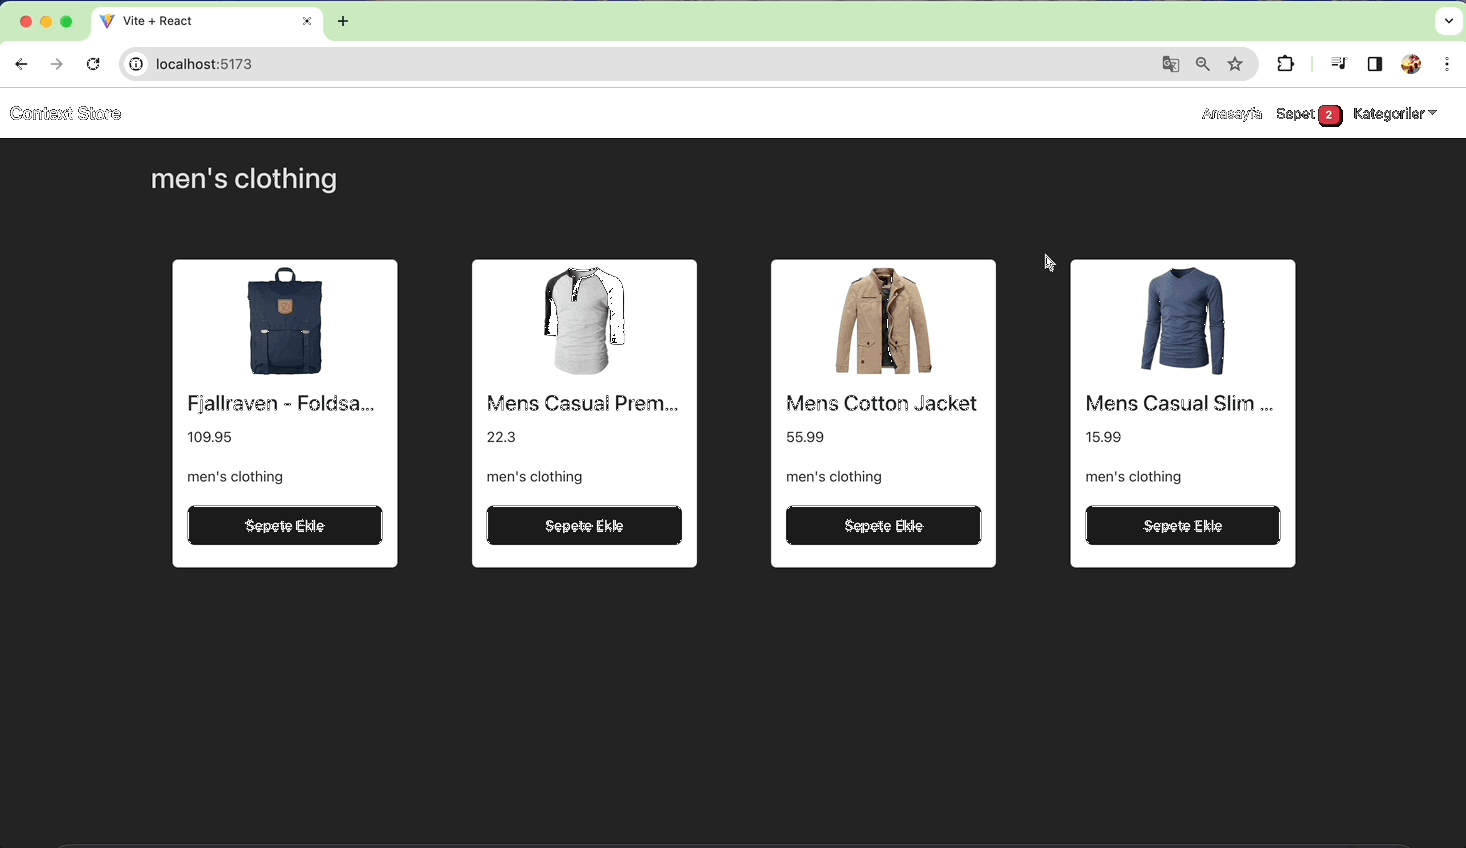 Vite + React
localhost:5173
Context Store
Anasayfa Sepet 2 Kategoriler
men's clothing
Fjallraven - Foldsa...
109.95
men's clothing
Sepete Ekle
Mens Casual Prem...
22.3
men's clothing
Sepete Ekle
Mens Cotton Jacket
55.99
men's clothing
Sepete Ekle
Mens Casual Slim ...
15.99
men's clothing
Sepete Ekle